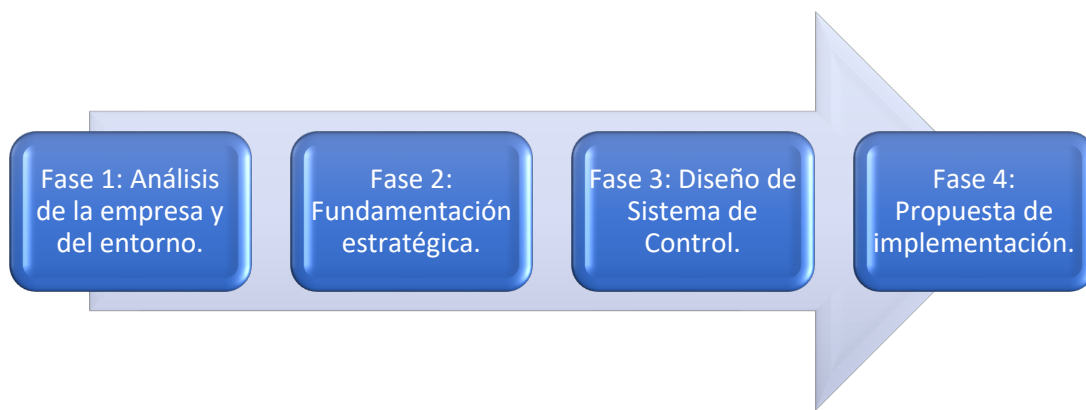 Fase 1: Análisis
de la empresa y
del entorno.
Fase 2:
Fundamentación
estratégica.
Fase 3: Diseño de
Sistema de
Control.
Fase 4:
Propuesta de
implementación.